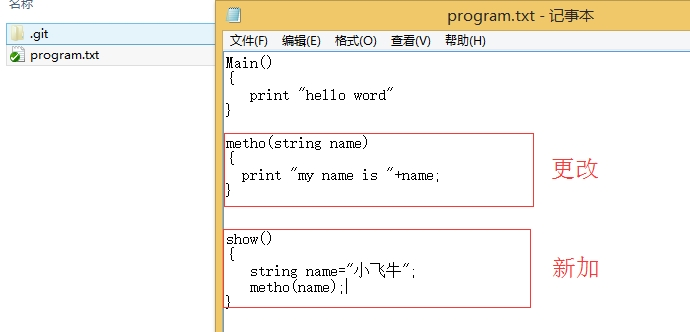 名称
.git
program.txt
program.txt - 记事本
文件(F) 编辑(E) 格式(O) 查看(V) 帮助(H)
Main()
{
print "hello word"
}
metho(string name)
{
print "my name is "+name;
}
更改
show()
{
string name="小飞牛";
metho(name);
}
新加